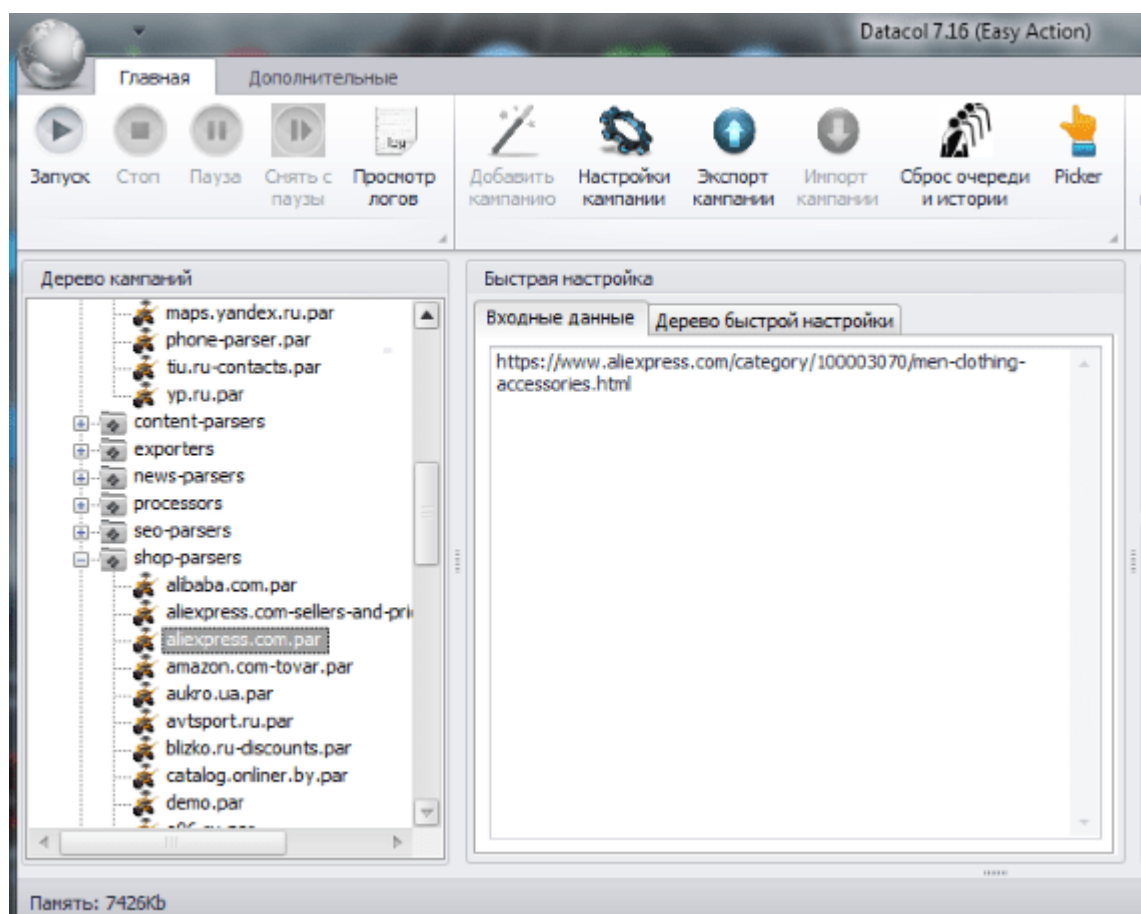 Datacol 7.16 (Easy Action)
Главная
Дополнительные
Запуск
Стоп
Пауза
Снять с
паузы
Просмотр
логов
Добавить
кампанию
Настройки
кампании
Экспорт
кампании
Импорт
кампании
Сброс очереди
и истории
Picker
log
Дерево кампаний
maps.yandex.ru.par
phone-parser.par
tiu.ru-contacts.par
yp.ru.par
content-parsers
exporters
news-parsers
processors
seo-parsers
shop-parsers
alibaba.com.par
aliexpress.com-sellers-and-pri
aliexpress.com.par
amazon.com-tovar.par
aukro.ua.par
avtsport.ru.par
blizko.ru-discounts.par
catalog.onliner.by.par
demo.par
Быстрая настройка
Входные данные
Дерево быстрой настройки
https://www.aliexpress.com/category/100003070/men-clothing-
accessories.html
Память: 7426Kb